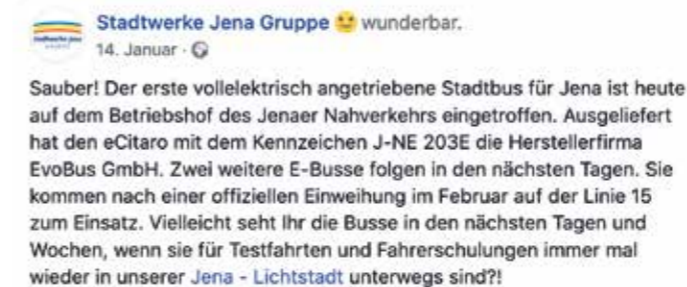 Stadtwerke Jena Gruppe 😉 wunderbar.
14. Januar ·
Sauber! Der erste vollelektrisch angetriebene Stadtbus für Jena ist heute
auf dem Betriebshof des Jenaer Nahverkehrs eingetroffen. Ausgeliefert
hat den eCitaro mit dem Kennzeichen J-NE 203E die Herstellerfirma
EvoBus GmbH. Zwei weitere E-Busse folgen in den nächsten Tagen. Sie
kommen nach einer offiziellen Einweihung im Februar auf der Linie 15
zum Einsatz. Vielleicht seht Ihr die Busse in den nächsten Tagen und
Wochen, wenn sie für Testfahrten und Fahrerschulungen immer mal
wieder in unserer Jena - Lichtstadt unterwegs sind?!